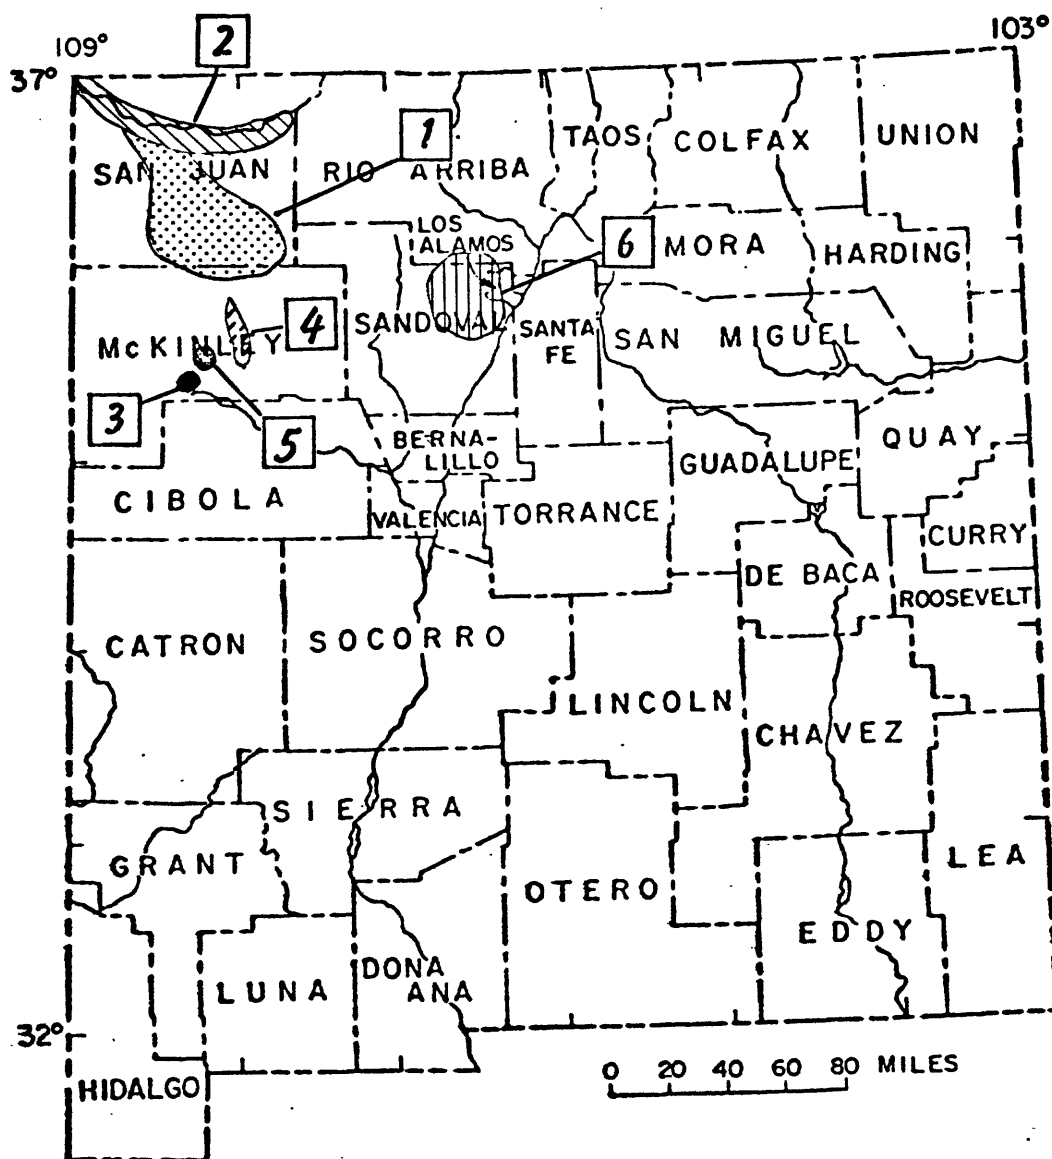 103°
2
109°
37°
1
TAOS COLFAX UNION
SAN JUAN RIO ARRIBA
LOS
ALAMOS
6 MORA HARDING
4 SANDOVAL SANTA
FE SAN MIGUEL
McKINLEY
3
5 BERNA-
LILLO GUADALUPE QUAY
CIBOLA VALENCIA TORRANCE
CURRY
DE BACA
ROOSEVELT
CATRON SOCORRO
LINCOLN
CHAVEZ
SIERRA
GRANT LEA
OTERO
EDDY
DONA
ANA
LUNA
32°
HIDALGO
0 20 40 60 80 MILES